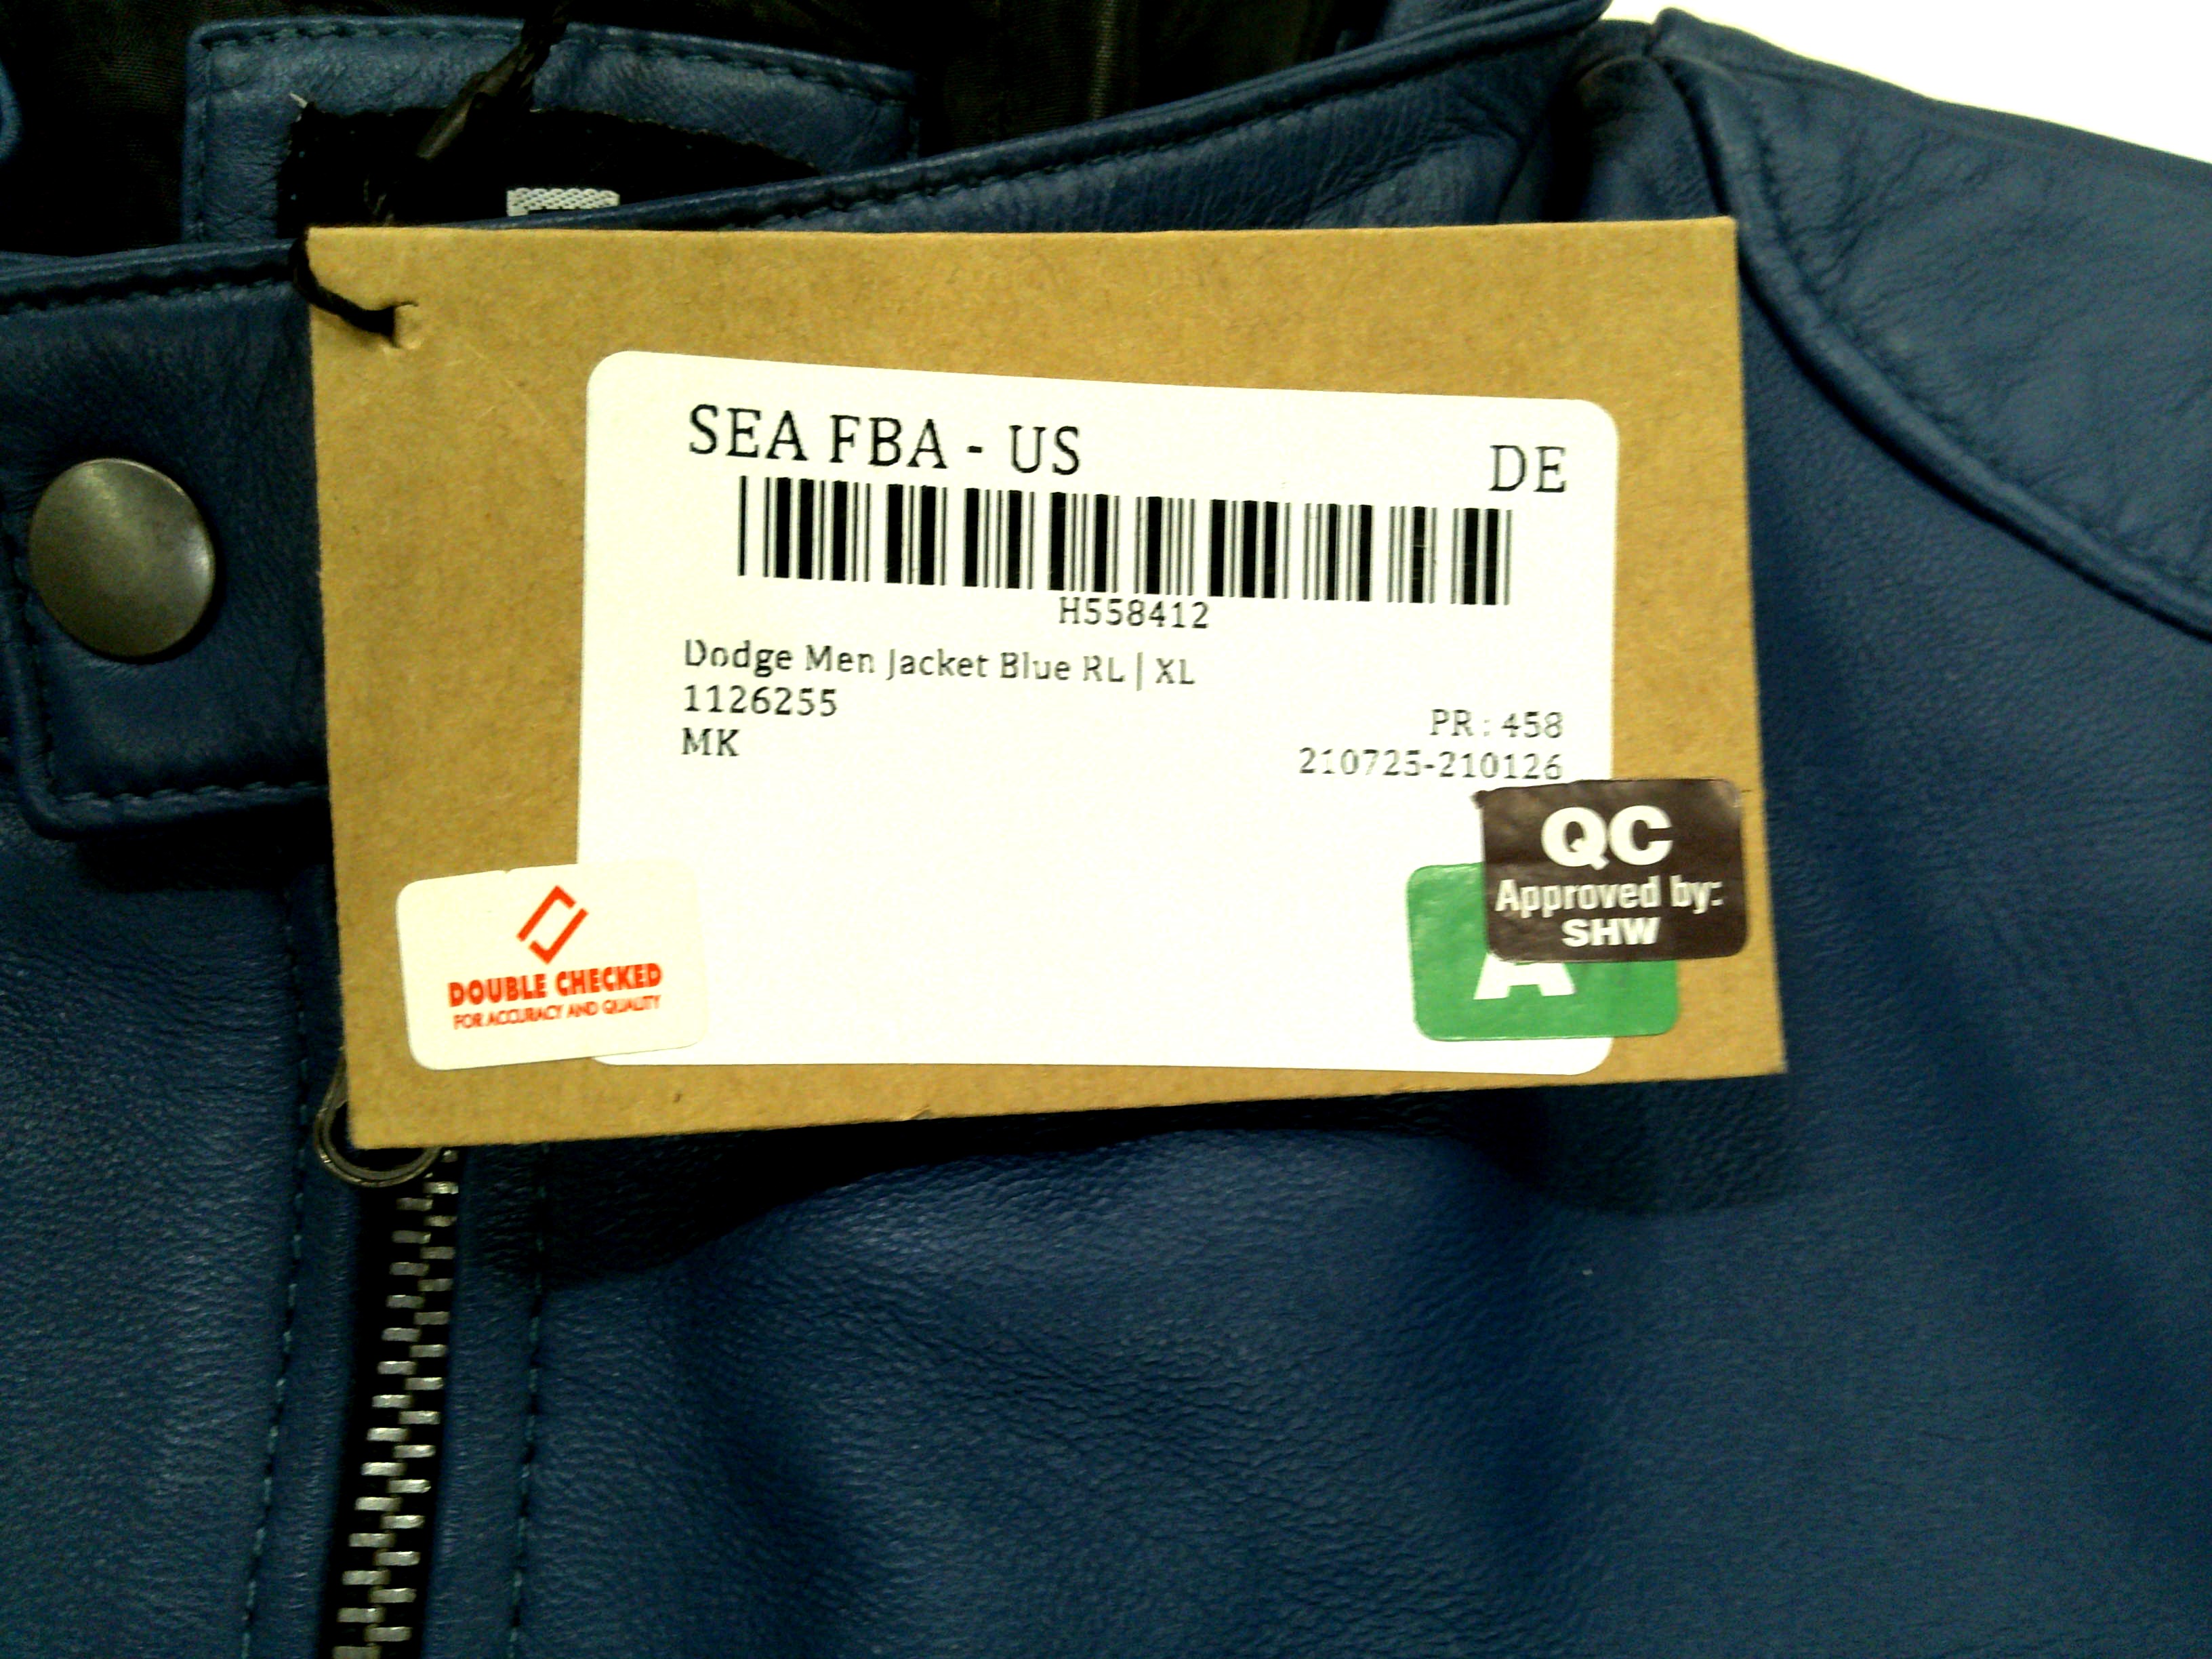 SEA FBA - US
DE
H558412
Dodge Men Jacket Blue RL | XL
1126255
PR : 458
MK
210725-210126
QC
Approved by:
SHW
A
DOUBLE CHECKED
FOR ACCURACY AND QUALITY